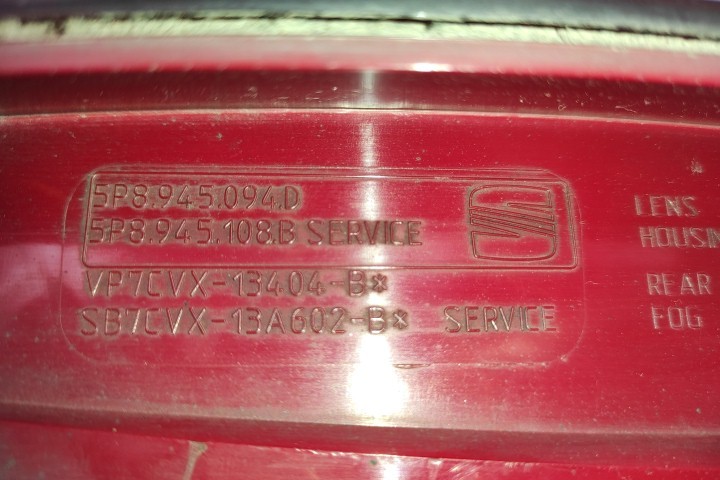 5P8.945.094.D
5P8.945.108.B SERVICE
VP7CVX-13404-B*
SB7CVX-13A602-B* SERVICE
LENS
HOUSIN
REAR
FOG